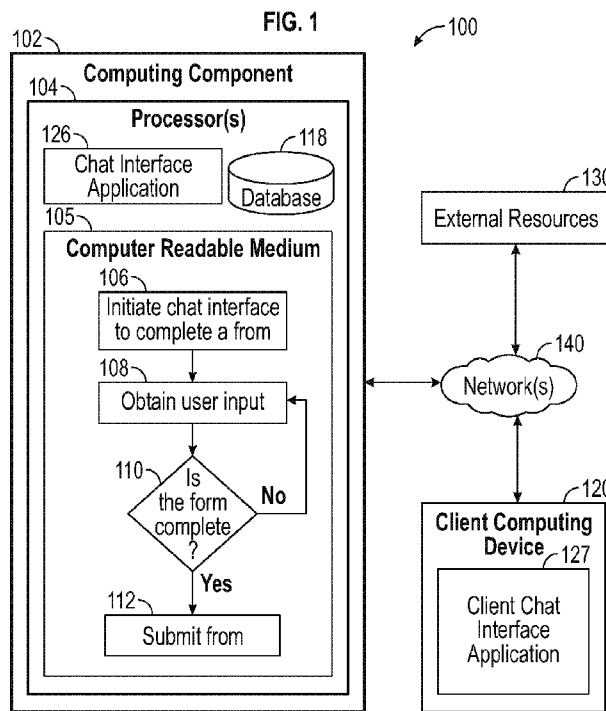 FIG. 1
100
102
Computing Component
104
Processor(s)
126
Chat Interface
Application
118
Database
105
Computer Readable Medium
106
Initiate chat interface
to complete a from
108
Obtain user input
110
Is
the form
complete
?
No
Yes
112
Submit from
130
External Resources
140
Network(s)
120
Client Computing
Device
127
Client Chat
Interface
Application